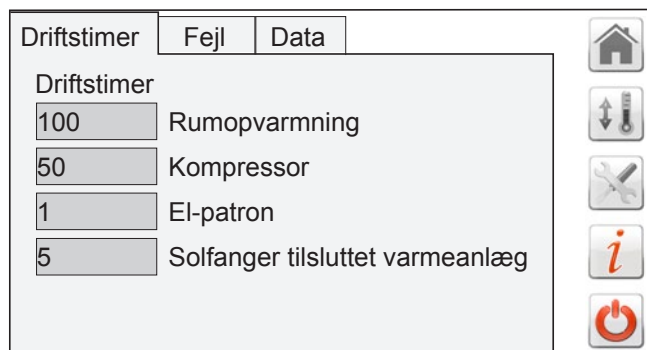 Driftstimer Fejl Data
Driftstimer
100 Rumopvarmning
50 Kompressor
1 El-patron
5 Solfanger tilsluttet varmeanlæg
i